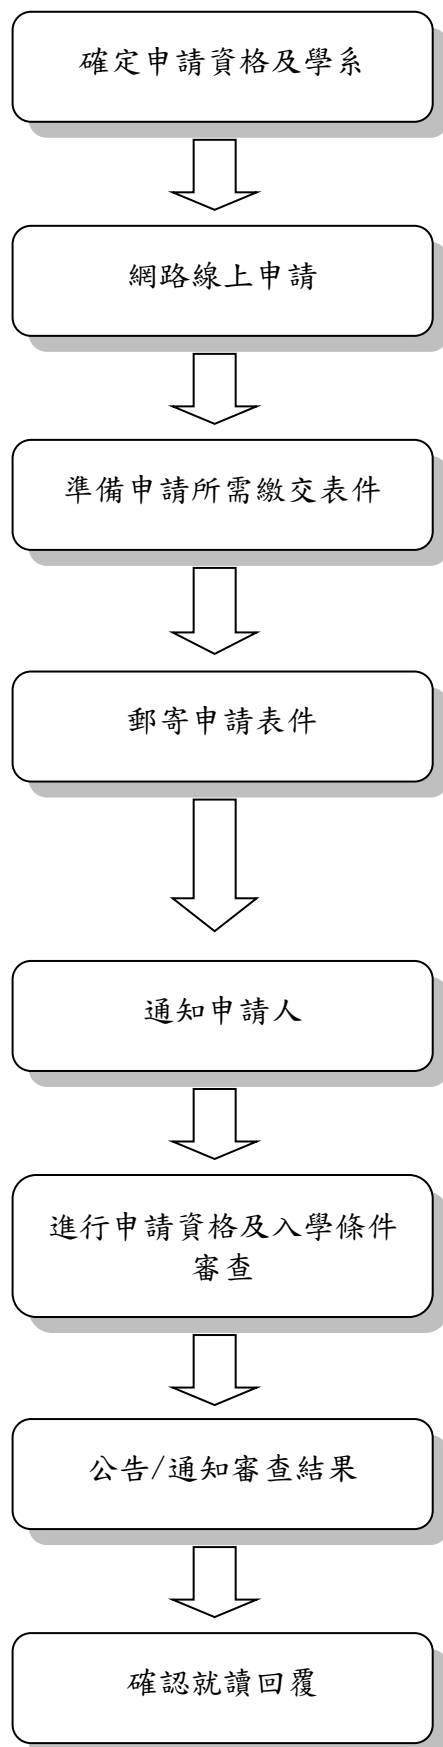 確定申請資格及學系
網路線上申請
準備申請所需繳交表件
郵寄申請表件
通知申請人
進行申請資格及入學條件
審查
公告/通知審查結果
確認就讀回覆